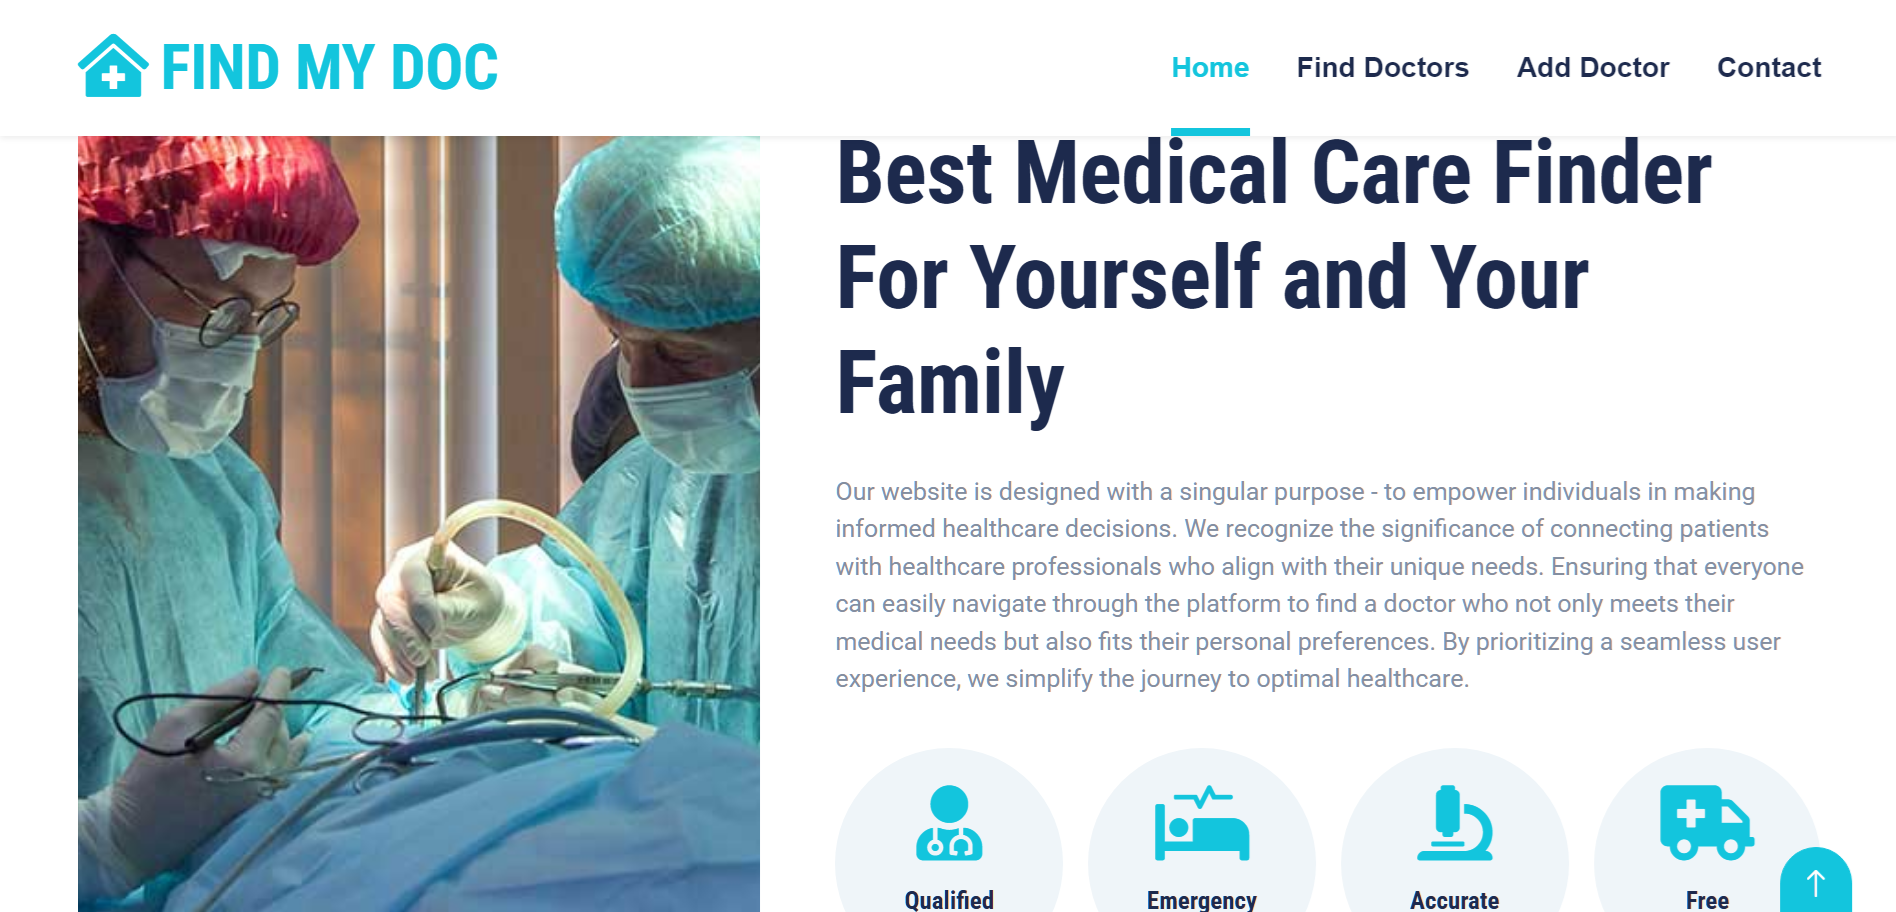 FIND MY DOC
Home Find Doctors Add Doctor Contact
Best Medical Care Finder
For Yourself and Your
Family
Our website is designed with a singular purpose - to empower individuals in making
informed healthcare decisions. We recognize the significance of connecting patients
with healthcare professionals who align with their unique needs. Ensuring that everyone
can easily navigate through the platform to find a doctor who not only meets their
medical needs but also fits their personal preferences. By prioritizing a seamless user
experience, we simplify the journey to optimal healthcare.
Qualified Emergency Accurate Free